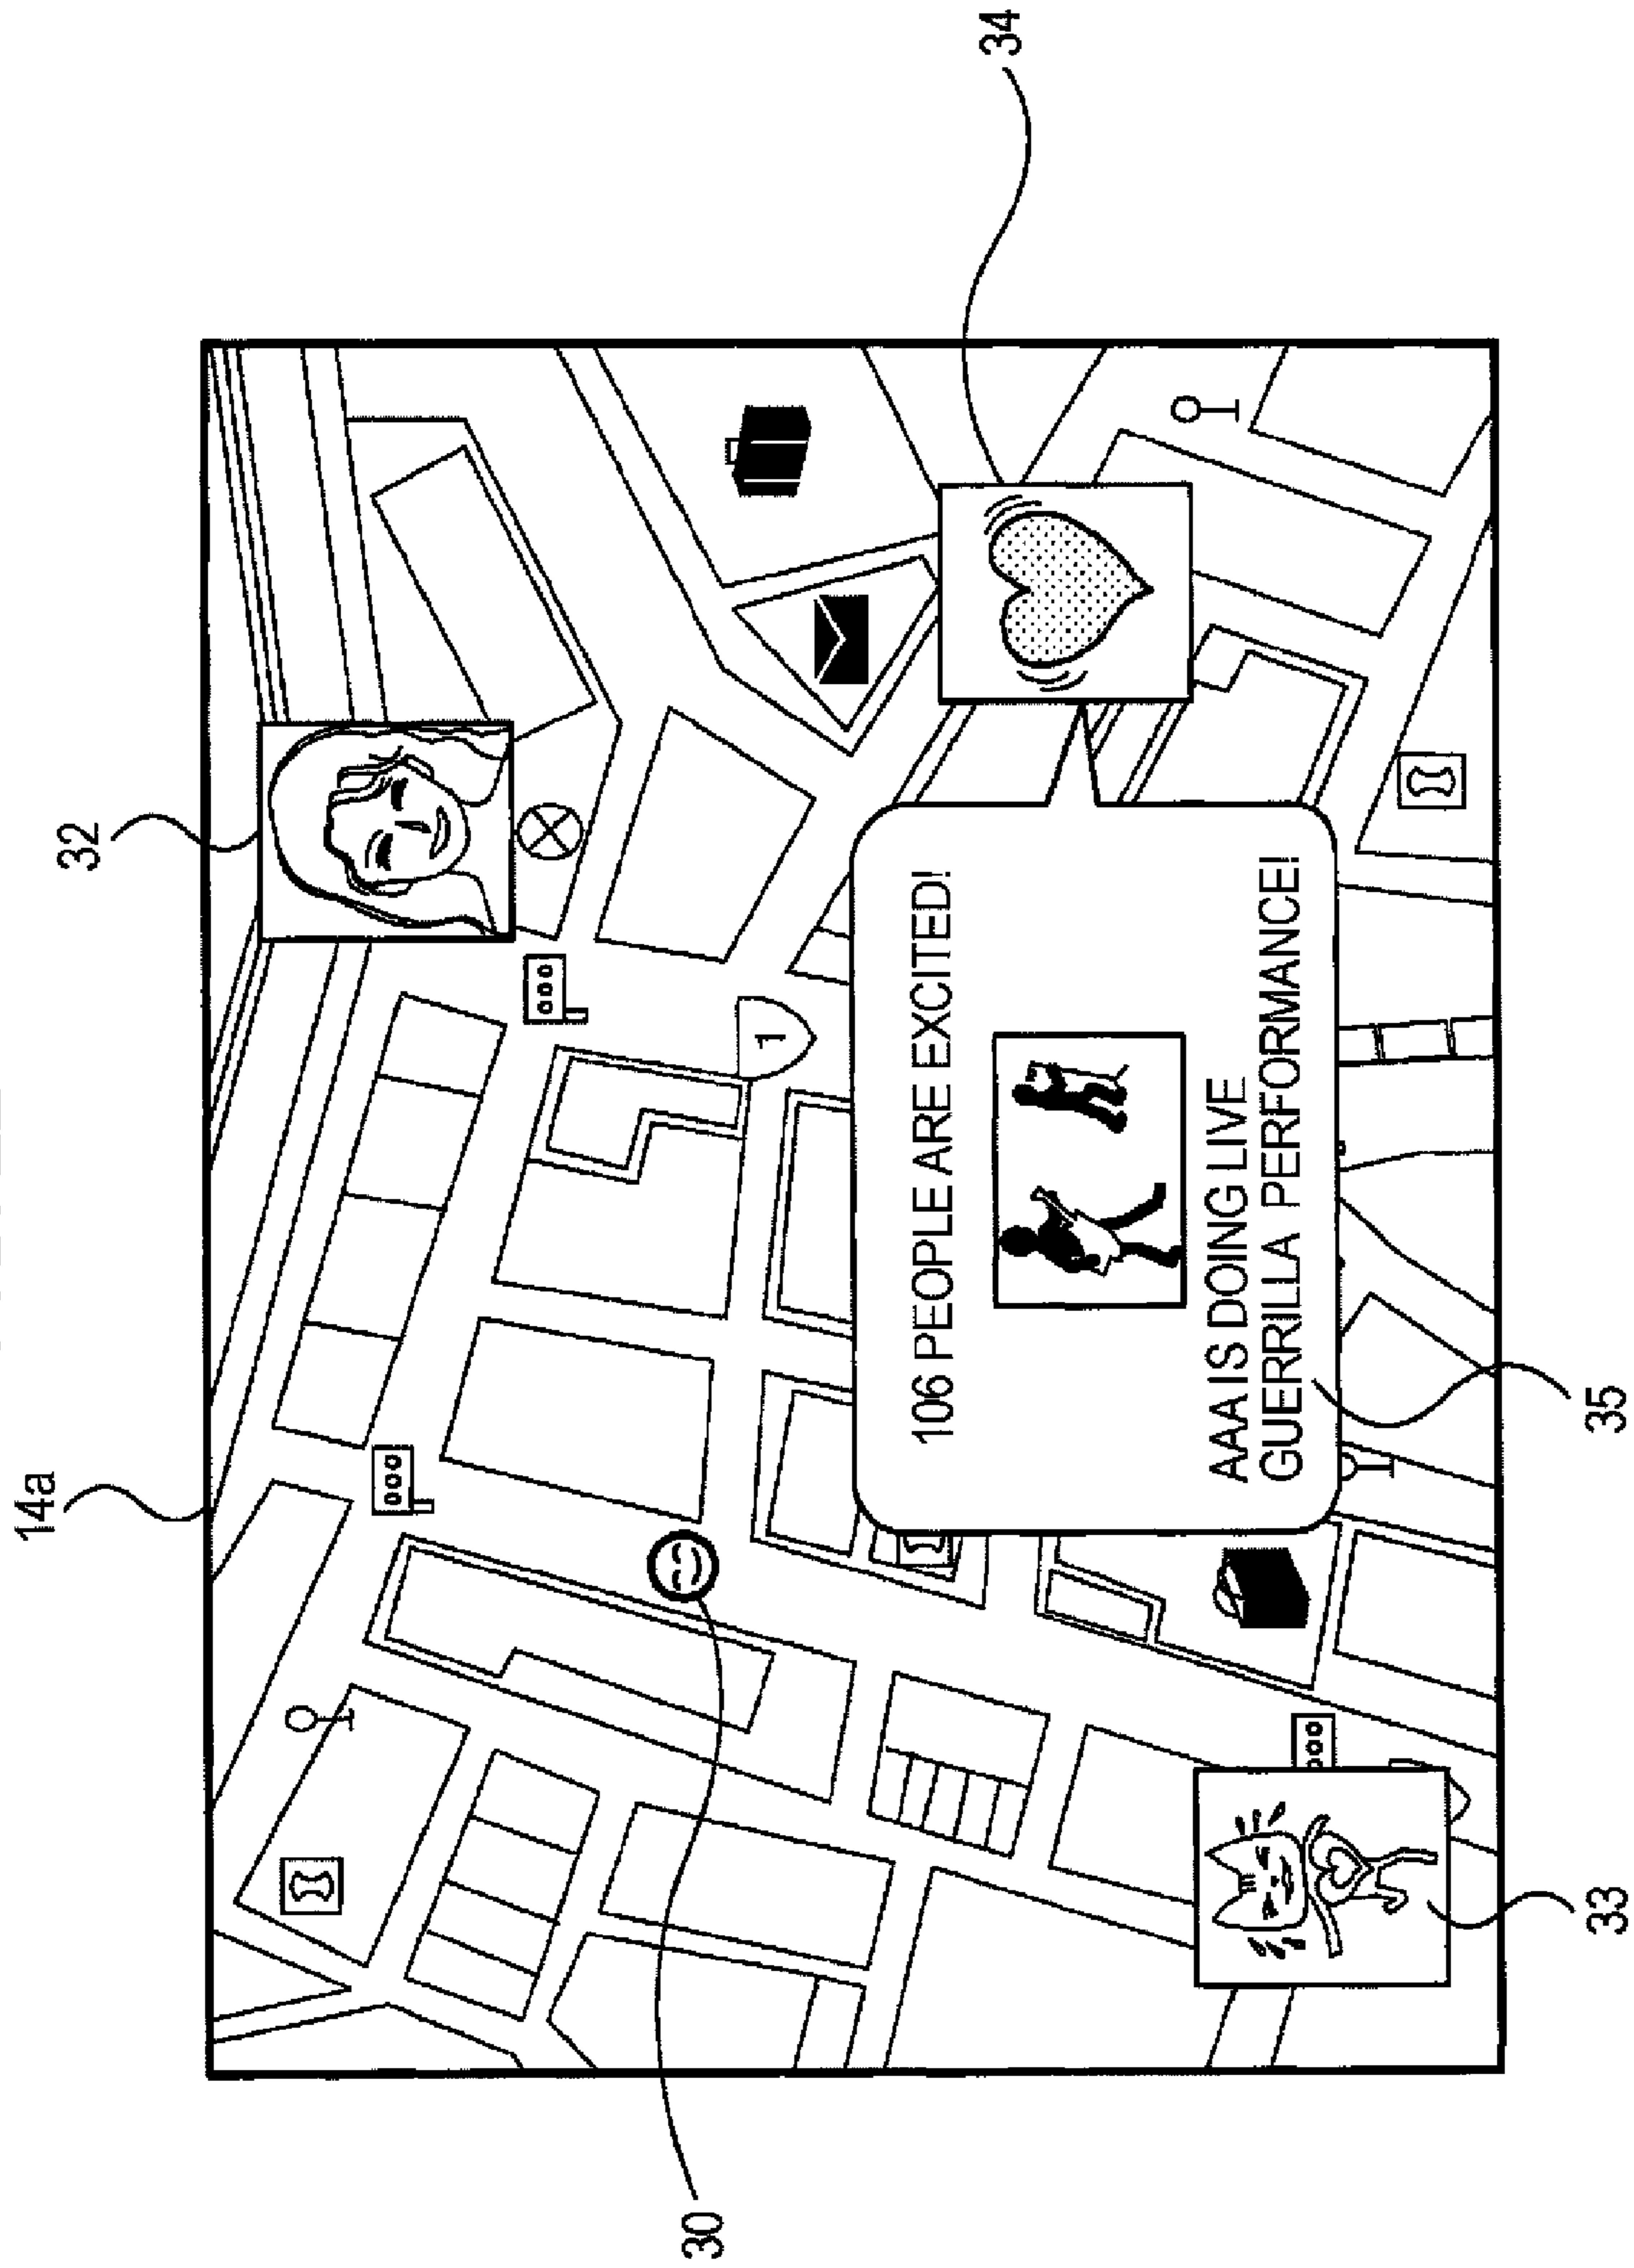 14a
32
30
1
106 PEOPLE ARE EXCITED!
AAA IS DOING LIVE
GUERRILLA PERFORMANCE!
34
33
35